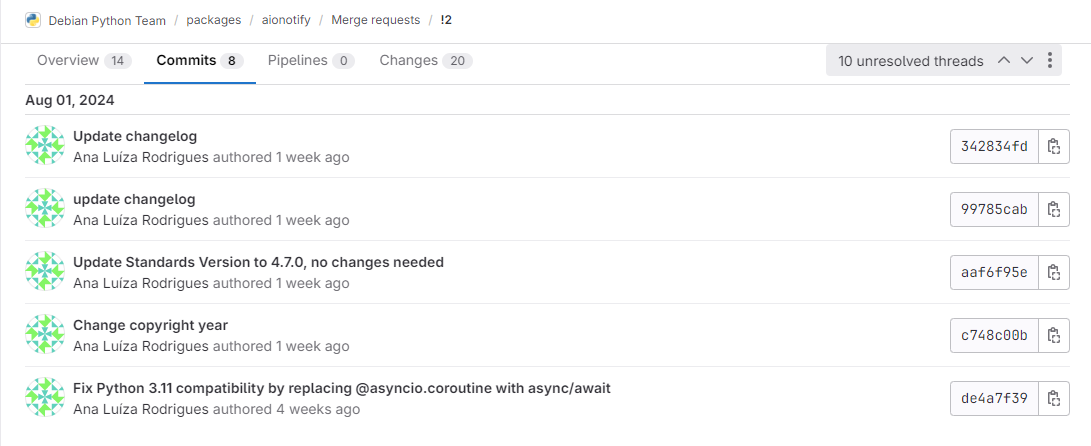 Debian Python Team / packages / aionotify / Merge requests / !2
Overview 14 Commits 8 Pipelines 0 Changes 20 10 unresolved threads
Aug 01, 2024
Update changelog
Ana Luíza Rodrigues authored 1 week ago
342834fd
update changelog
Ana Luíza Rodrigues authored 1 week ago
99785cab
Update Standards Version to 4.7.0, no changes needed
Ana Luíza Rodrigues authored 1 week ago
aaf6f95e
Change copyright year
Ana Luíza Rodrigues authored 1 week ago
c748c00b
Fix Python 3.11 compatibility by replacing @asyncio.coroutine with async/await
Ana Luíza Rodrigues authored 4 weeks ago
de4a7f39